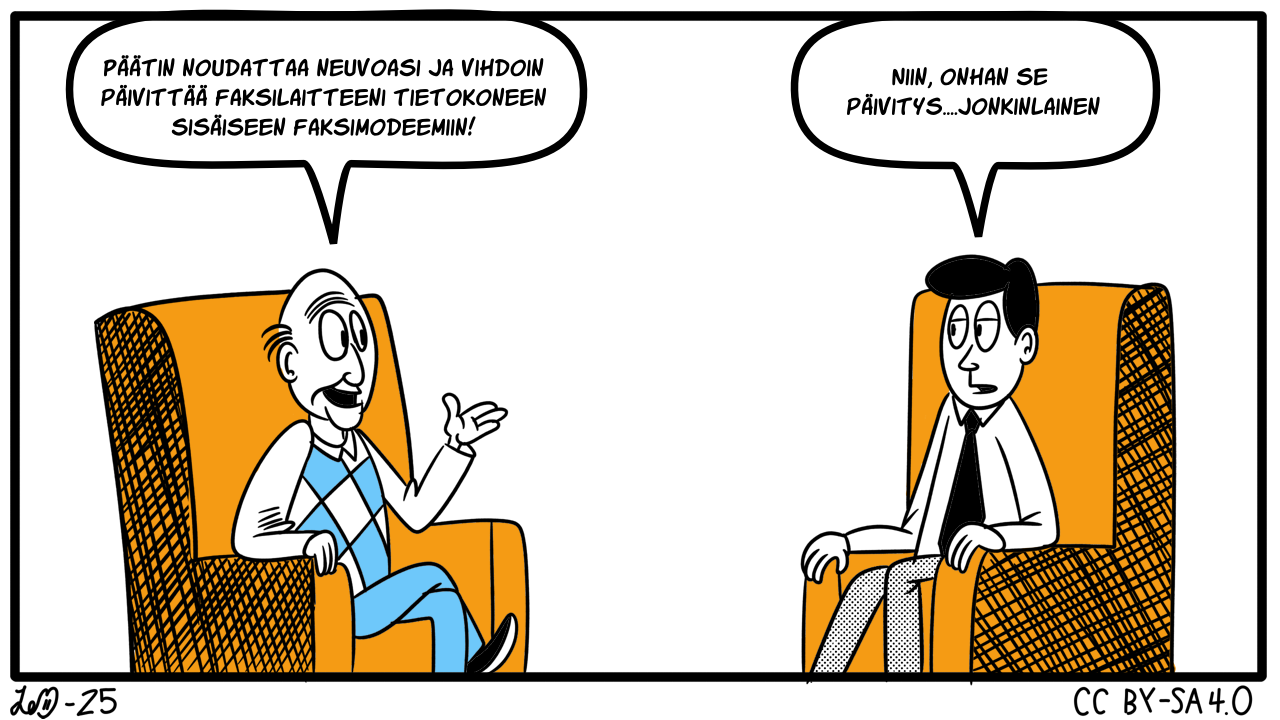 PÄÄTIN NOUDATTAA NEUVOASI JA VIHDOIN
PÄIVITTÄÄ FAKSILAITTEENI TIETOKONEEN
SISÄISEEN FAKSIMODEEMIIN!
NIIN, ONHAN SE
PÄIVITYS....JONKINLAINEN
-25
CC BY-SA 4.0